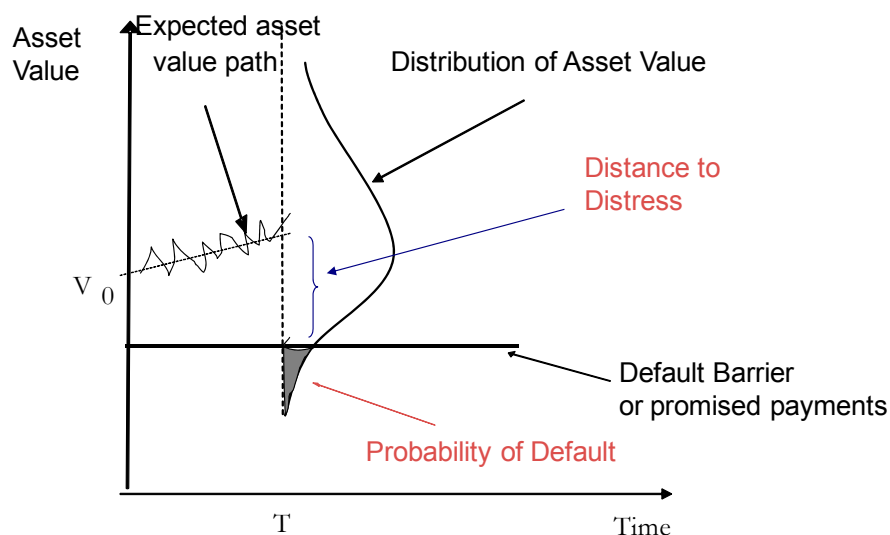 Asset
Value
Expected asset
value path
Distribution of Asset Value
Distance to
Distress
V 0
Default Barrier
or promised payments
Probability of Default
T
Time